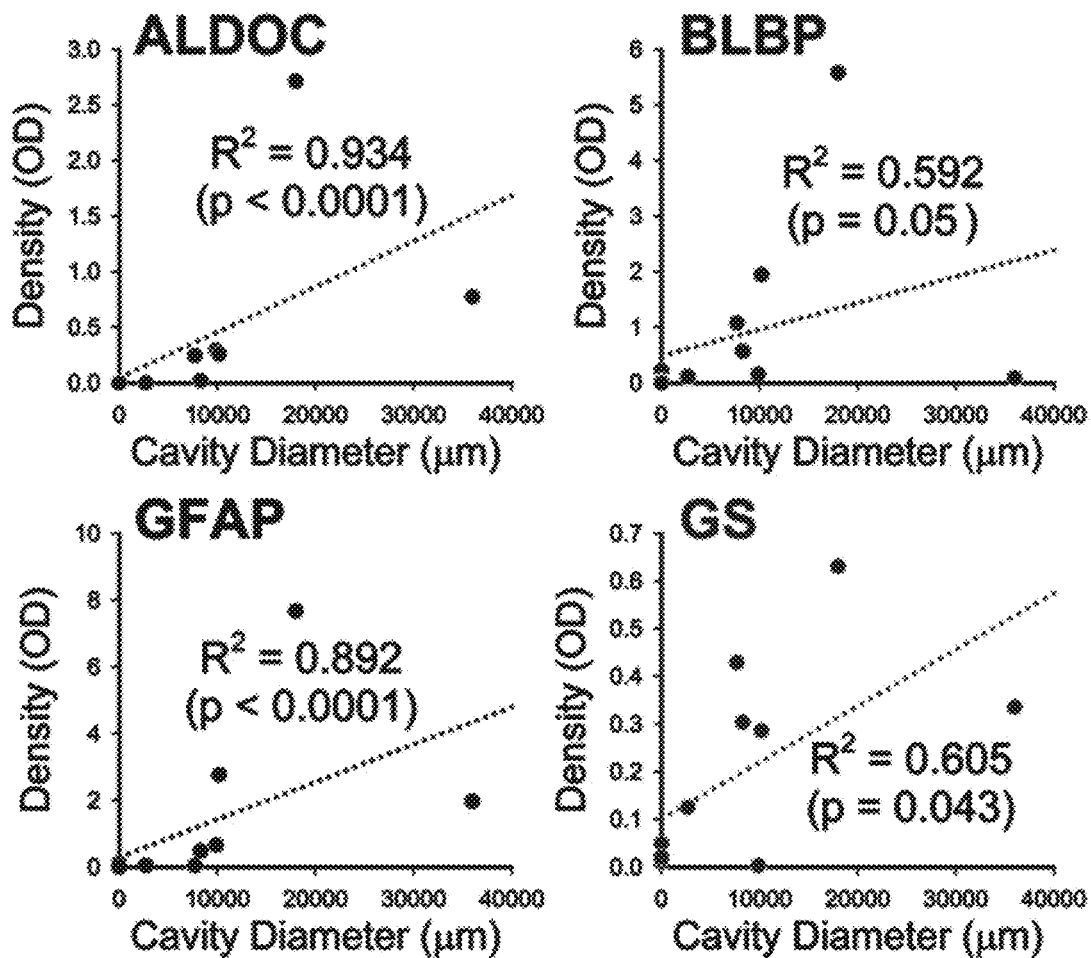 ALDOC
3.0
2.5
2.0
1.5
1.0
0.5
0.0
Density (OD)
R² = 0.934
(p < 0.0001)
0 10000 20000 30000 40000
Cavity Diameter (μm)
BLBP
6
5
4
3
2
1
0
Density (OD)
R² = 0.592
(p = 0.05)
0 10000 20000 30000 40000
Cavity Diameter (μm)
GFAP
10
8
6
4
2
0
Density (OD)
R² = 0.892
(p < 0.0001)
0 10000 20000 30000 40000
Cavity Diameter (μm)
GS
0.7
0.6
0.5
0.4
0.3
0.2
0.1
0.0
Density (OD)
R² = 0.605
(p = 0.043)
0 10000 20000 30000 40000
Cavity Diameter (μm)